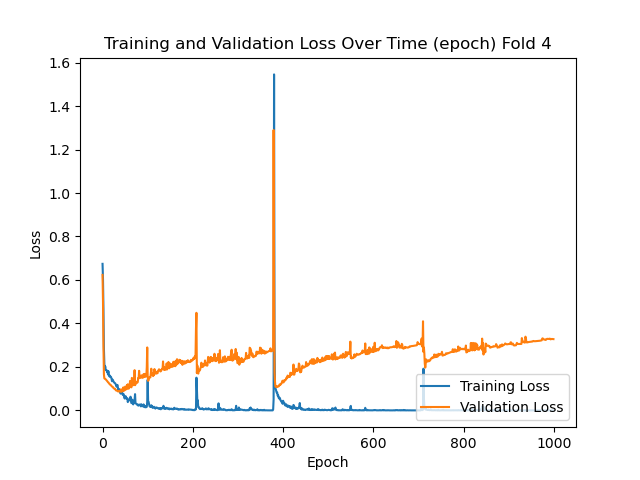 Training and Validation Loss Over Time (epoch) Fold 4
1.6
1.4
1.2
1.0
0.8
0.6
0.4
0.2
0.0
Loss
Training Loss
Validation Loss
0 200 400 600 800 1000
Epoch